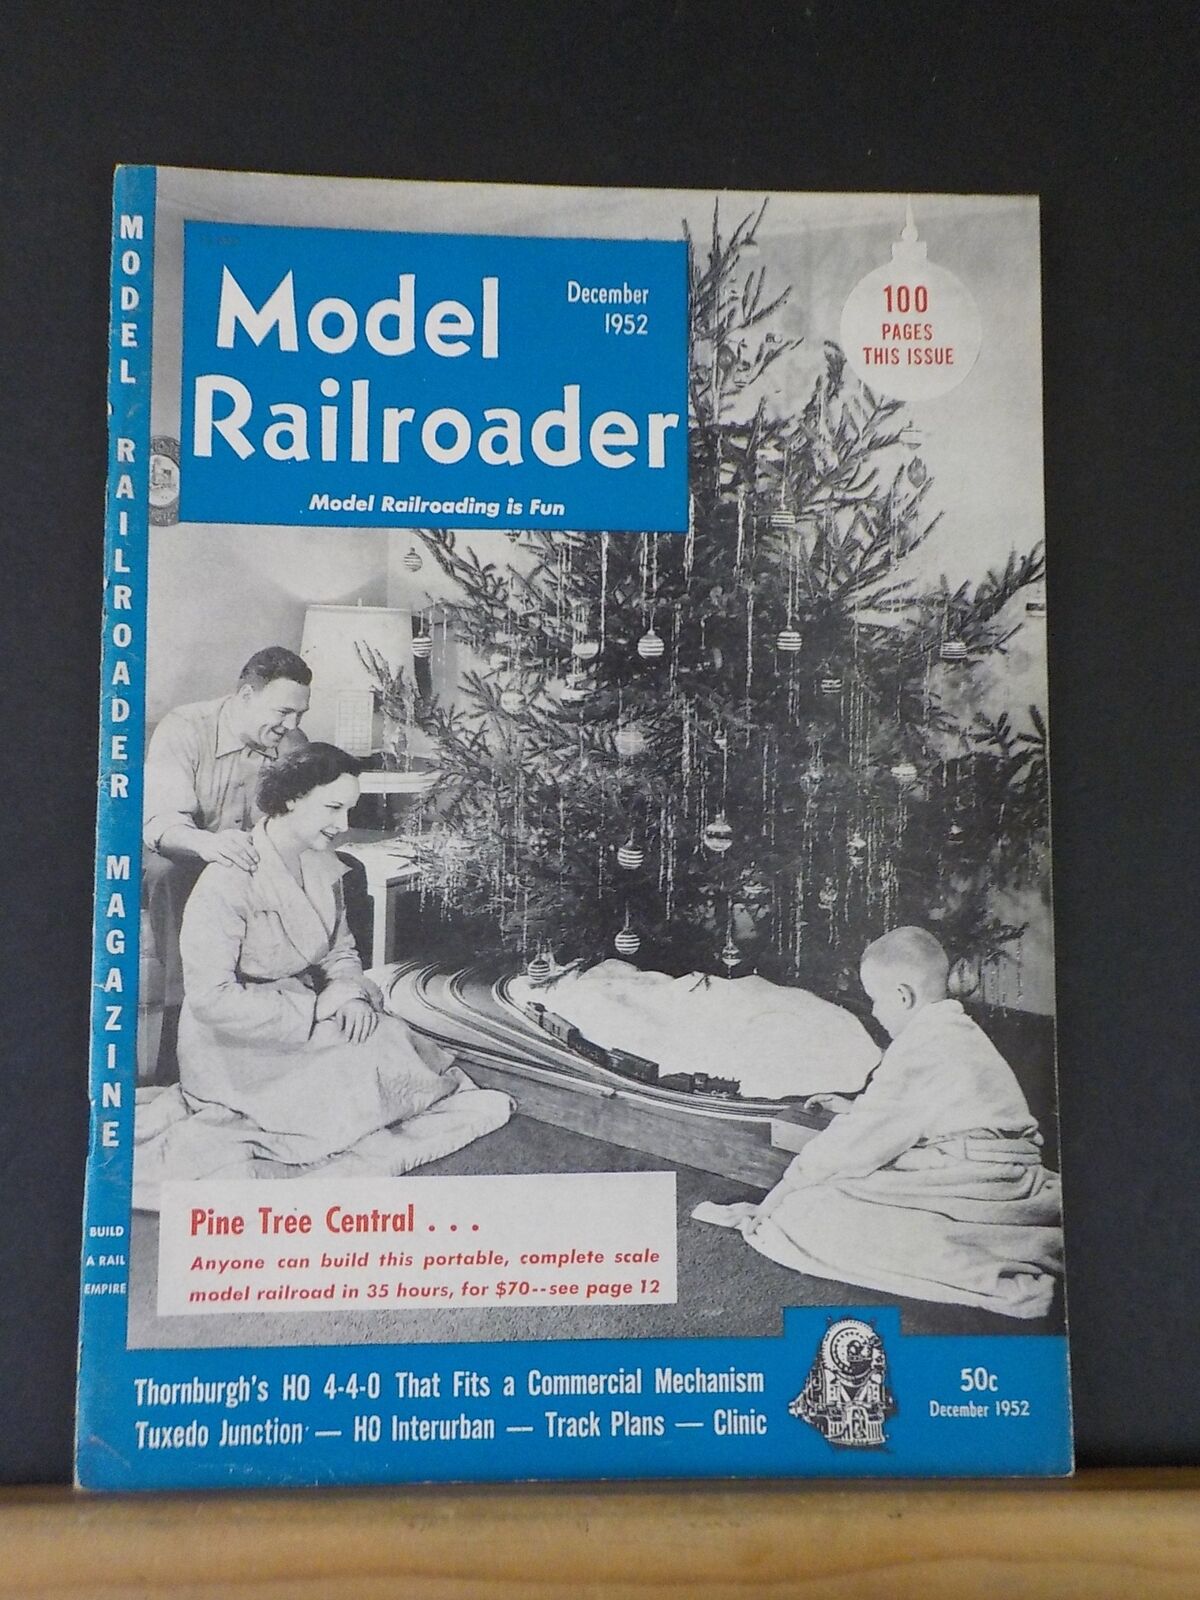 MODEL RAILROADER MAGAZINE
BUILD
A RAIL
EMPIRE
Model
Railroader
December
1952
Model Railroading is Fun
100
PAGES
THIS ISSUE
Pine Tree Central . . .
Anyone can build this portable, complete scale
model railroad in 35 hours, for $70--see page 12
Thornburgh's HO 4-4-0 That Fits a Commercial Mechanism
Tuxedo Junction — HO Interurban — Track Plans — Clinic
50c
December 1952